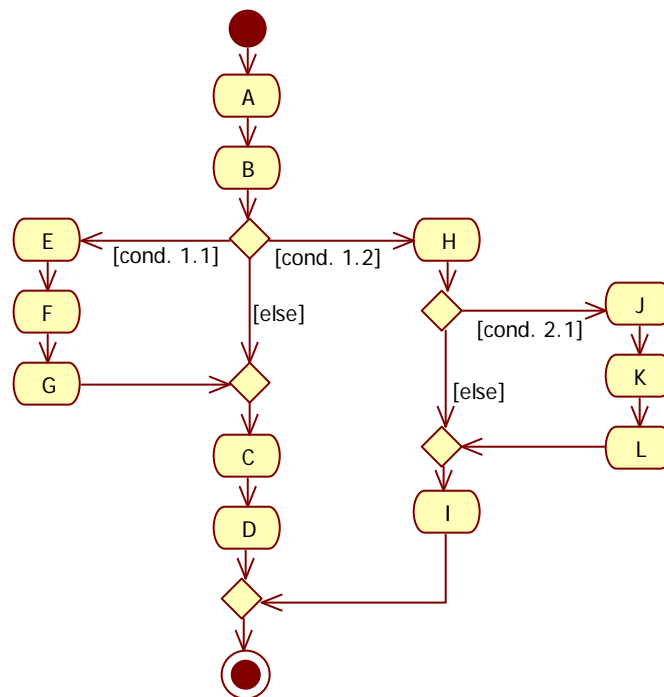 A
B
E
[cond. 1.1]
[cond. 1.2]
H
F
[else]
[cond. 2.1]
J
G
[else]
K
C
L
D
I